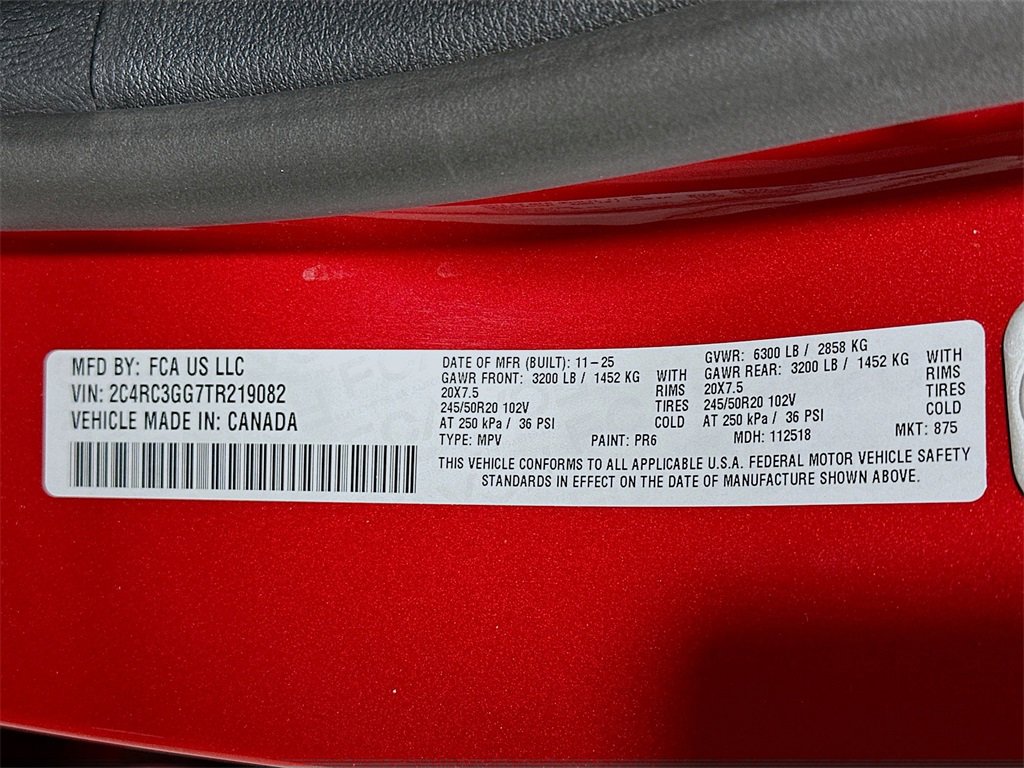 MFD BY: FCA US LLC
VIN: 2C4RC3GG7TR219082
VEHICLE MADE IN: CANADA
DATE OF MFR (BUILT): 11-25
GAWR FRONT: 3200 LB / 1452 KG WITH
20X7.5 RIMS
245/50R20 102V TIRES
AT 250 kPa / 36 PSI COLD
TYPE: MPV PAINT: PR6
GVWR: 6300 LB / 2858 KG
GAWR REAR: 3200 LB / 1452 KG WITH
20X7.5 RIMS
245/50R20 102V TIRES
AT 250 kPa / 36 PSI COLD
MDH: 112518 MKT: 875
THIS VEHICLE CONFORMS TO ALL APPLICABLE U.S.A. FEDERAL MOTOR VEHICLE SAFETY
STANDARDS IN EFFECT ON THE DATE OF MANUFACTURE SHOWN ABOVE.